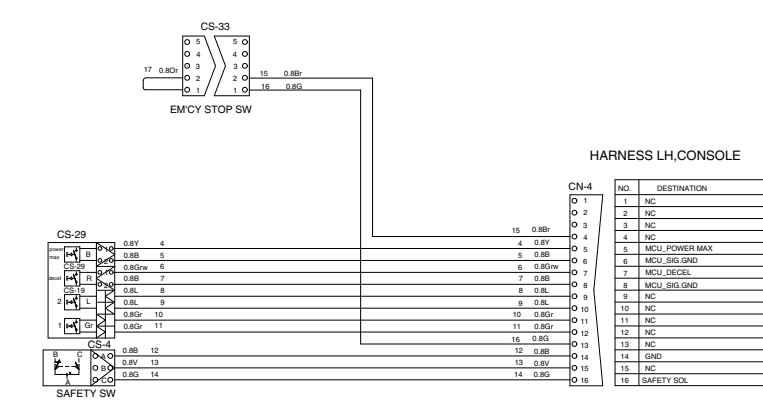 CS-33
5 5
4 4
3 3
17 0.8Or 2 2 15 0.8Br
1 1 16 0.8G
EM'CY STOP SW
HARNESS LH,CONSOLE
CN-4
1
2
3
15 0.8Br 4
4 0.8Y 5
5 0.8B 6
6 0.8Grw 7
7 0.8B 8
8 0.8L 9
9 0.8L 10
10 0.8Gr 11
11 0.8Gr 12
16 0.8G 13
12 0.8B 14
13 0.8V 15
14 0.8G 16
NO. DESTINATION
1 NC
2 NC
3 NC
4 NC
5 MCU_POWER MAX
6 MCU_SIG.GND
7 MCU_DECEL
8 MCU_SIG.GND
9 NC
10 NC
11 NC
12 NC
13 NC
14 GND
15 NC
16 SAFETY SOL
CS-29
power max B 1 2
0.8Y 4
0.8B 5
CS-29
decel R 1 2
0.8Grw 6
0.8B 7
CS-19
2 L
0.8L 8
0.8L 9
1 Gr
0.8Gr 10
0.8Gr 11
CS-4
B C A 0.8B 12
B 0.8V 13
A C 0.8G 14
SAFETY SW